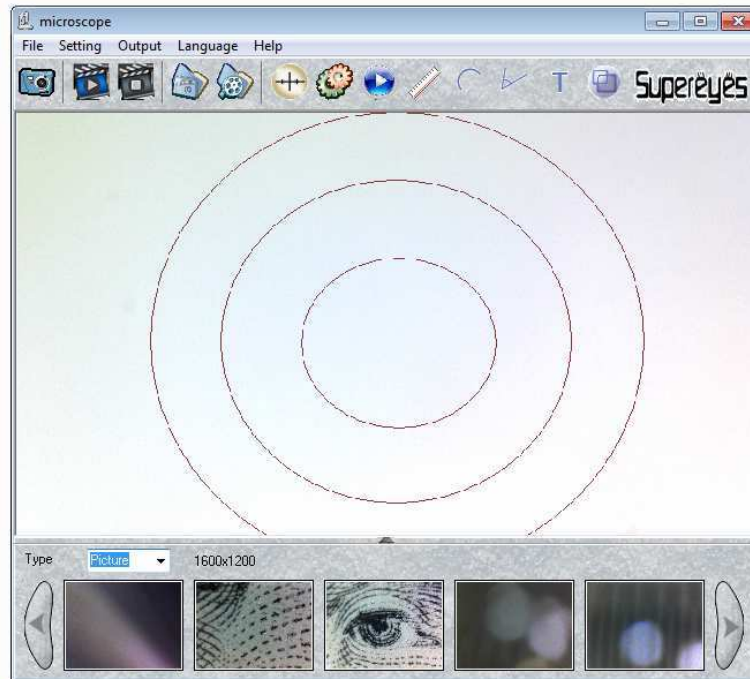 microscope
File Setting Output Language Help
T Supereyes
Type Picture 1600x1200